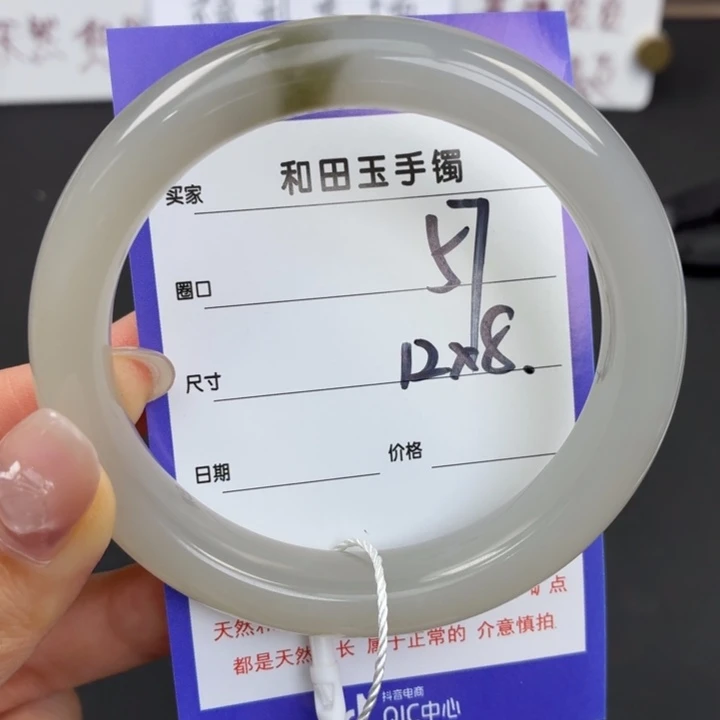 和田玉手镯
买家
57
圈口
12x8.
尺寸
日期 价格
矿点
天然
都是天然 长 属于正常的 介意慎拍
抖音电商
QIC中心